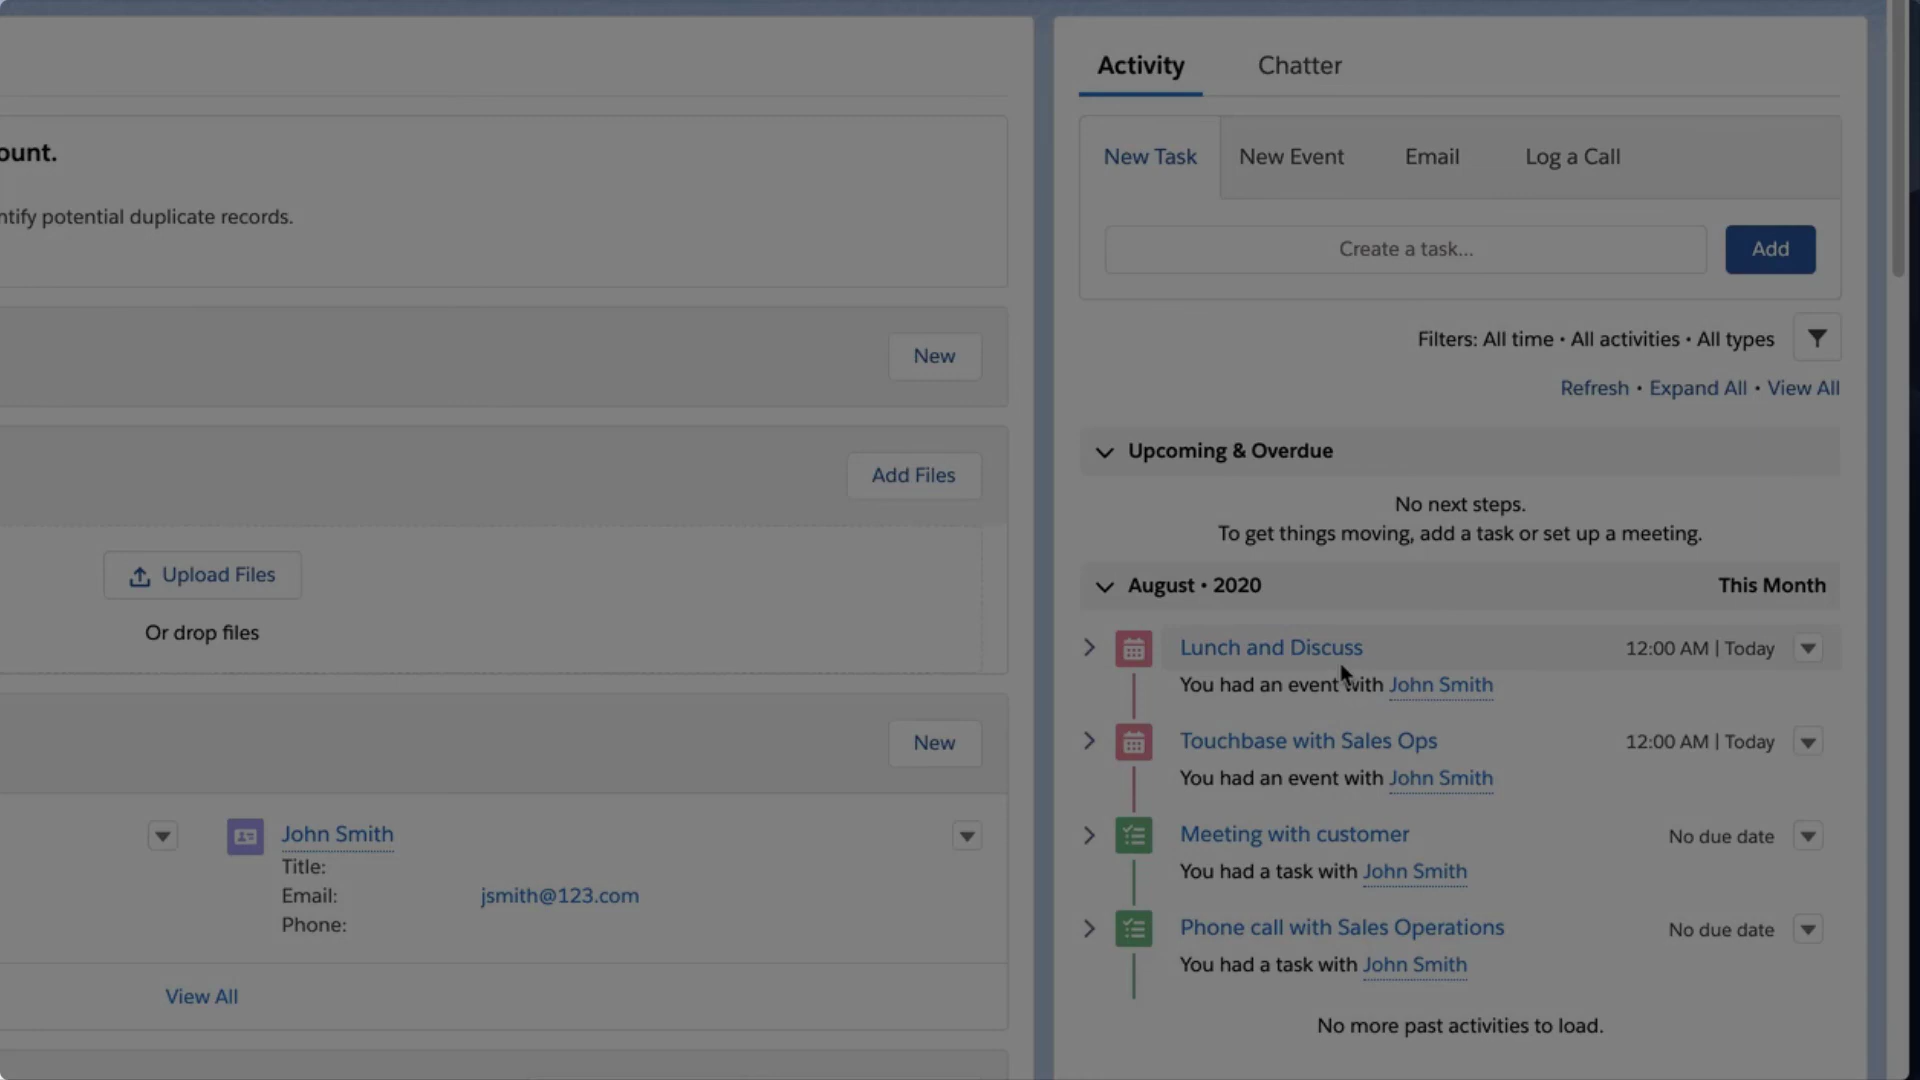 ount.
ntify potential duplicate records.
New
Add Files
Upload Files
Or drop files
New
John Smith
Title:
Email: jsmith@123.com
Phone:
View All
Activity Chatter
New Task New Event Email Log a Call
Create a task... Add
Filters: All time • All activities • All types
Refresh • Expand All • View All
Upcoming & Overdue
No next steps.
To get things moving, add a task or set up a meeting.
August • 2020 This Month
Lunch and Discuss 12:00 AM | Today
You had an event with John Smith
Touchbase with Sales Ops 12:00 AM | Today
You had an event with John Smith
Meeting with customer No due date
You had a task with John Smith
Phone call with Sales Operations No due date
You had a task with John Smith
No more past activities to load.